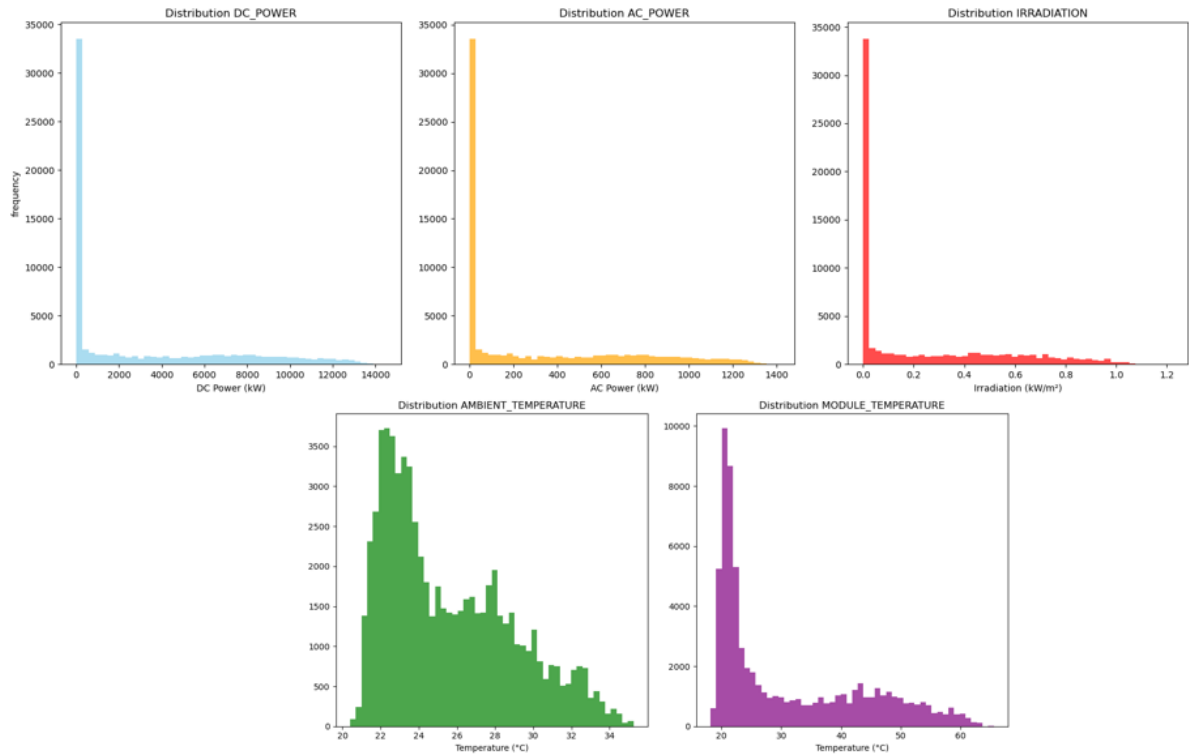 Distribution DC_POWER
35000
30000
25000
20000
15000
10000
5000
0
frequency
0 2000 4000 6000 8000 10000 12000 14000
DC Power (kW)
Distribution AC_POWER
35000
30000
25000
20000
15000
10000
5000
0
0 200 400 600 800 1000 1200 1400
AC Power (kW)
Distribution IRRADIATION
35000
30000
25000
20000
15000
10000
5000
0
0.0 0.2 0.4 0.6 0.8 1.0 1.2
Irradiation (kW/m²)
Distribution AMBIENT_TEMPERATURE
3500
3000
2500
2000
1500
1000
500
0
20 22 24 26 28 30 32 34
Temperature (°C)
Distribution MODULE_TEMPERATURE
10000
8000
6000
4000
2000
0
20 30 40 50 60
Temperature (°C)